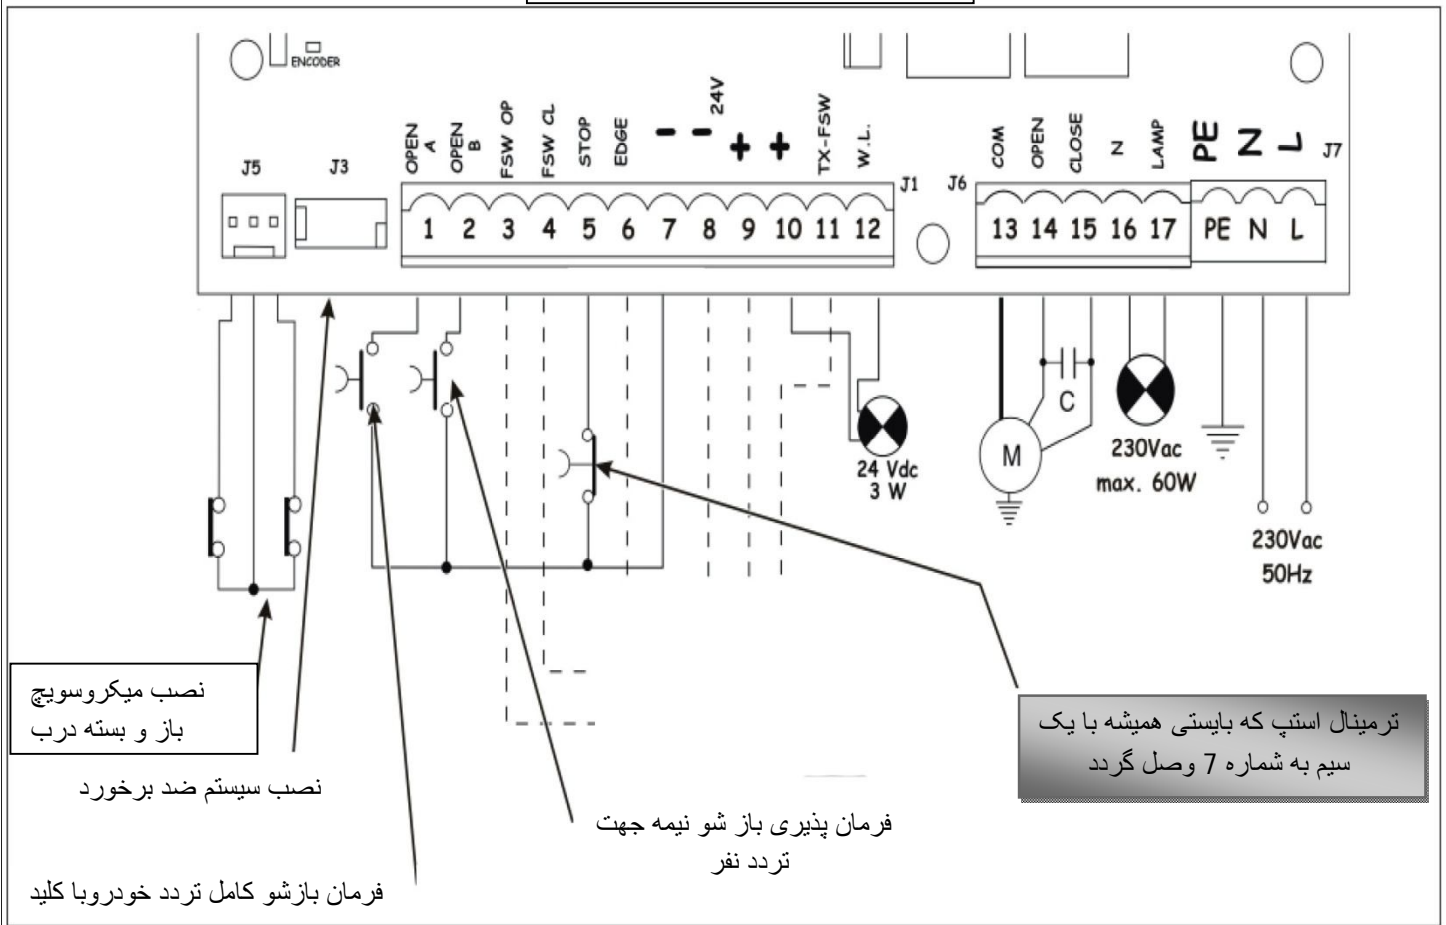 ENCODER
OPEN A
OPEN B
FSW OP
FSW CL
STOP
EDGE
- - 24V
+ +
TX-FSW
W.L.
COM
OPEN
CLOSE
N
LAMP
PE
N
L
J5
J3
J1
J6
J7
1 2 3 4 5 6 7 8 9 10 11 12
13 14 15 16 17 PE N L
C
M
24 Vdc
3 W
230Vac
max. 60W
230Vac
50Hz
نصب میکروسویچ
باز و بسته درب
ترمینال استپ که بایستی همیشه با یک
سیم به شماره 7 وصل گردد
نصب سیستم ضد برخورد
فرمان پذیری باز شو نیمه جهت
تردد نفر
فرمان بازشو کامل تردد خودروبا کلید